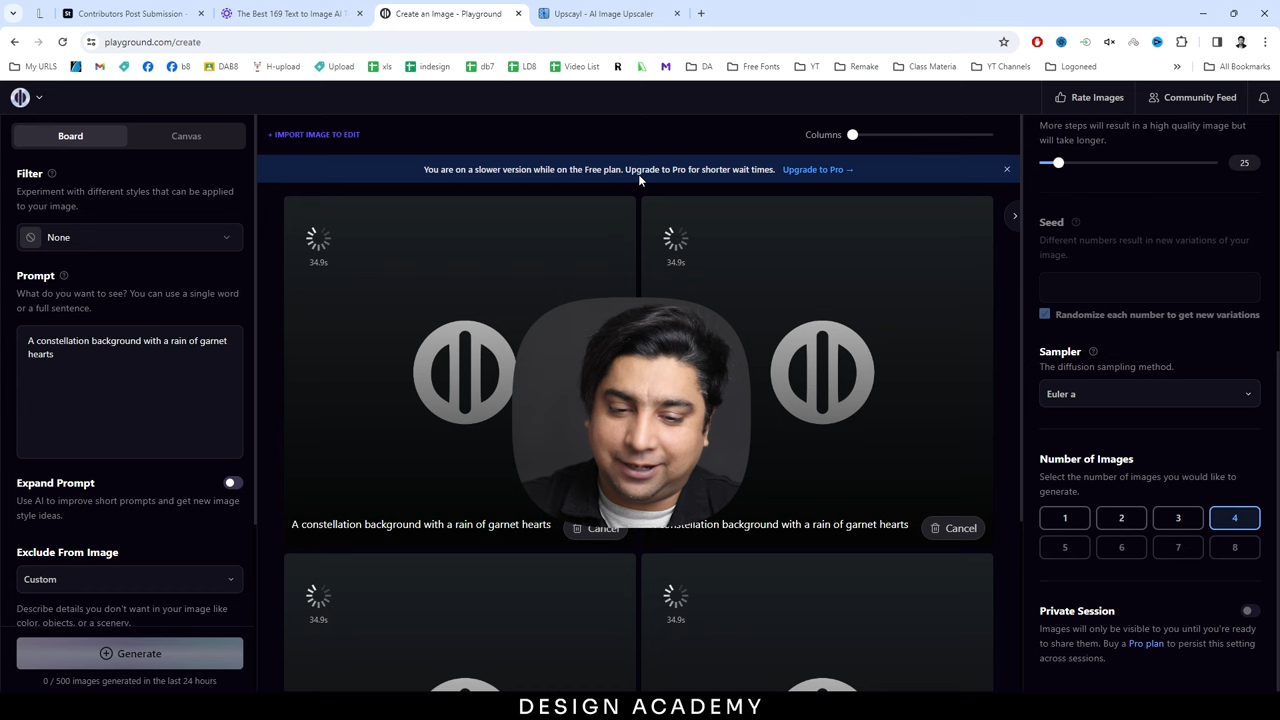 Contributors Post Submission -
The Best 169 Text to Image AI T
Create an Image - Playground
Upscayl - AI Image Upscaler
playground.com/create
My URLS
b8
DAB8
H-upload
Upload
xls
indesign
db7
LD8
Video List
DA
Free Fonts
YT
Remake
Class Materia
YT Channels
Logoneed
»
All Bookmarks
Rate Images
Community Feed
Board
Canvas
+ IMPORT IMAGE TO EDIT
Columns
You are on a slower version while on the Free plan. Upgrade to Pro for shorter wait times. Upgrade to Pro →
Filter
Experiment with different styles that can be applied
to your image.
None
Prompt
What do you want to see? You can use a single word
or a full sentence.
A constellation background with a rain of garnet
hearts
Expand Prompt
Use AI to improve short prompts and get new image
style ideas.
Exclude From Image
Custom
Describe details you don't want in your image like
color, objects, or a scenery.
Generate
0 / 500 images generated in the last 24 hours
34.9s
34.9s
A constellation background with a rain of garnet hearts
Cancel
constellation background with a rain of garnet hearts
Cancel
34.9s
34.9s
More steps will result in a high quality image but
will take longer.
25
Seed
Different numbers result in new variations of your
image.
Randomize each number to get new variations
Sampler
The diffusion sampling method.
Euler a
Number of Images
Select the number of images you would like to
generate.
1
2
3
4
5
6
7
8
Private Session
Images will only be visible to you until you're ready
to share them. Buy a Pro plan to persist this setting
across sessions.
DESIGN ACADEMY